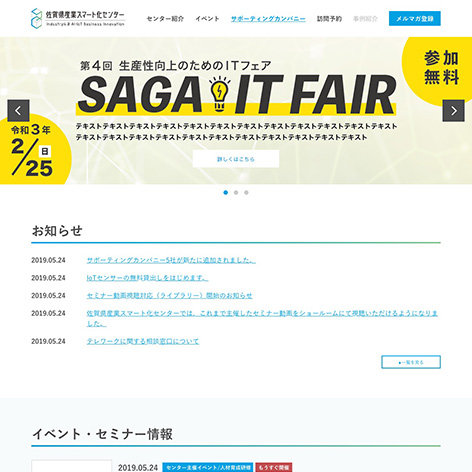 佐賀県産業スマート化センター
Industrial & AI/IoT Business Innovation
センター紹介 イベント サポーティングカンパニー 訪問予約 事例紹介 メルマガ登録
参加
無料
第4回 生産性向上のためのITフェア
SAGA IT FAIR
テキストテキストテキストテキストテキストテキストテキストテキストテキストテキストテキストテキスト
テキストテキストテキストテキストテキストテキストテキストテキストテキストテキストテキスト
令和3年
2/25 日
詳しくはこちら
お知らせ
2019.05.24 サポーティングカンパニー5社が新たに追加されました。
2019.05.24 IoTセンサーの無料貸出しをはじめます。
2019.05.24 セミナー動画視聴対応（ライブラリー）開始のお知らせ
2019.05.24 佐賀県産業スマート化センターでは、これまで主催したセミナー動画をショールームにて視聴いただけるようになりま
した。
2019.05.24 テレワークに関する相談窓口について
一覧を見る
イベント・セミナー情報
2019.05.24 センター主催イベント/人材育成研修 もうすぐ開催